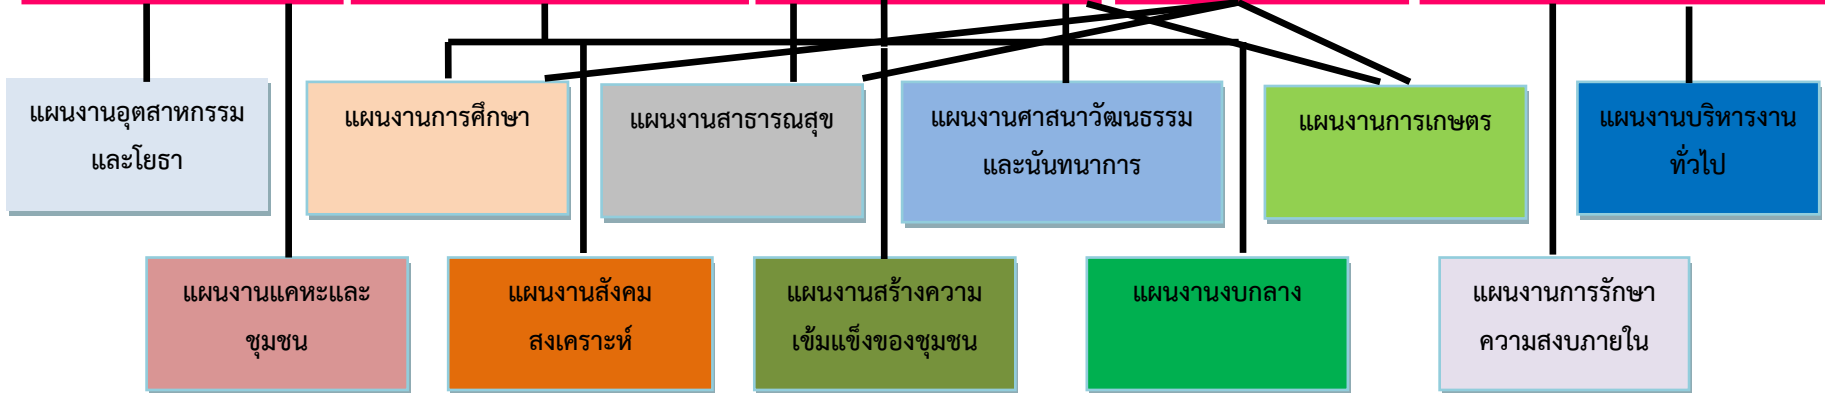 แผนงานอุตสาหกรรม
และโยธา
แผนงานการศึกษา
แผนงานสาธารณสุข
แผนงานศาสนาวัฒนธรรม
และนันทนาการ
แผนงานการเกษตร
แผนงานบริหารงาน
ทั่วไป
แผนงานแคหะและ
ชุมชน
แผนงานสังคม
สงเคราะห์
แผนงานสร้างความ
เข้มแข็งของชุมชน
แผนงานงบกลาง
แผนงานการรักษา
ความสงบภายใน